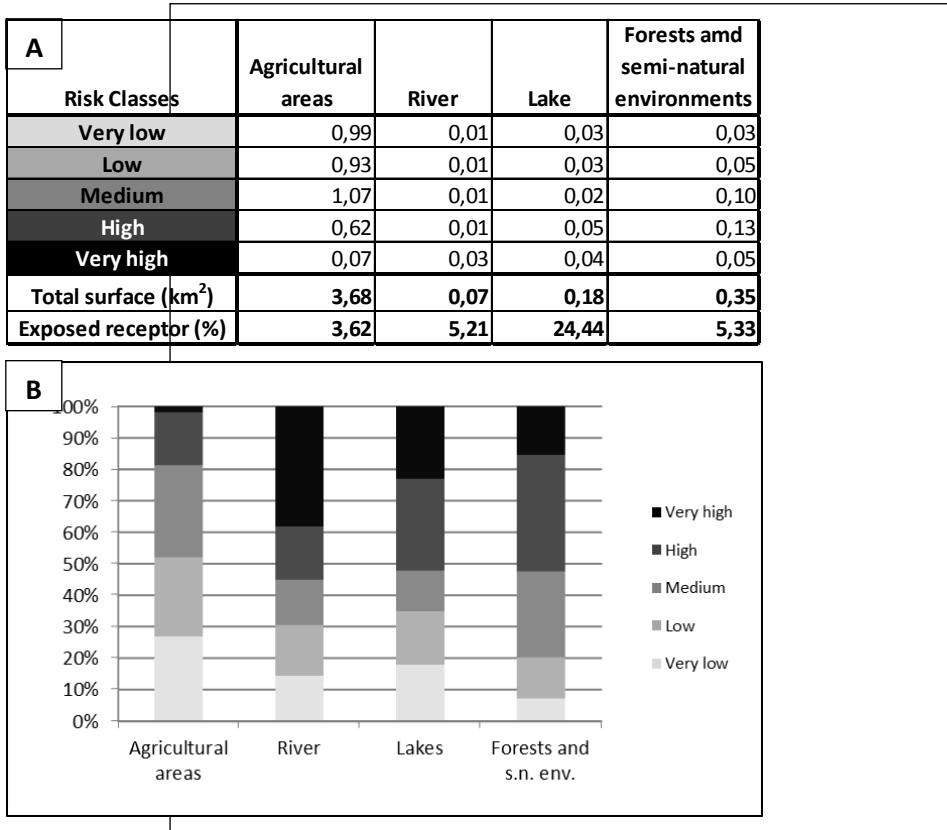 A
Risk Classes Agricultural areas River Lake Forests amd semi-natural environments
Very low 0,99 0,01 0,03 0,03
Low 0,93 0,01 0,03 0,05
Medium 1,07 0,01 0,02 0,10
High 0,62 0,01 0,05 0,13
Very high 0,07 0,03 0,04 0,05
Total surface (km²) 3,68 0,07 0,18 0,35
Exposed receptor (%) 3,62 5,21 24,44 5,33
B
100%
90%
80%
70%
60%
50%
40%
30%
20%
10%
0%
Agricultural areas
River
Lakes
Forests and s.n. env.
Very high
High
Medium
Low
Very low